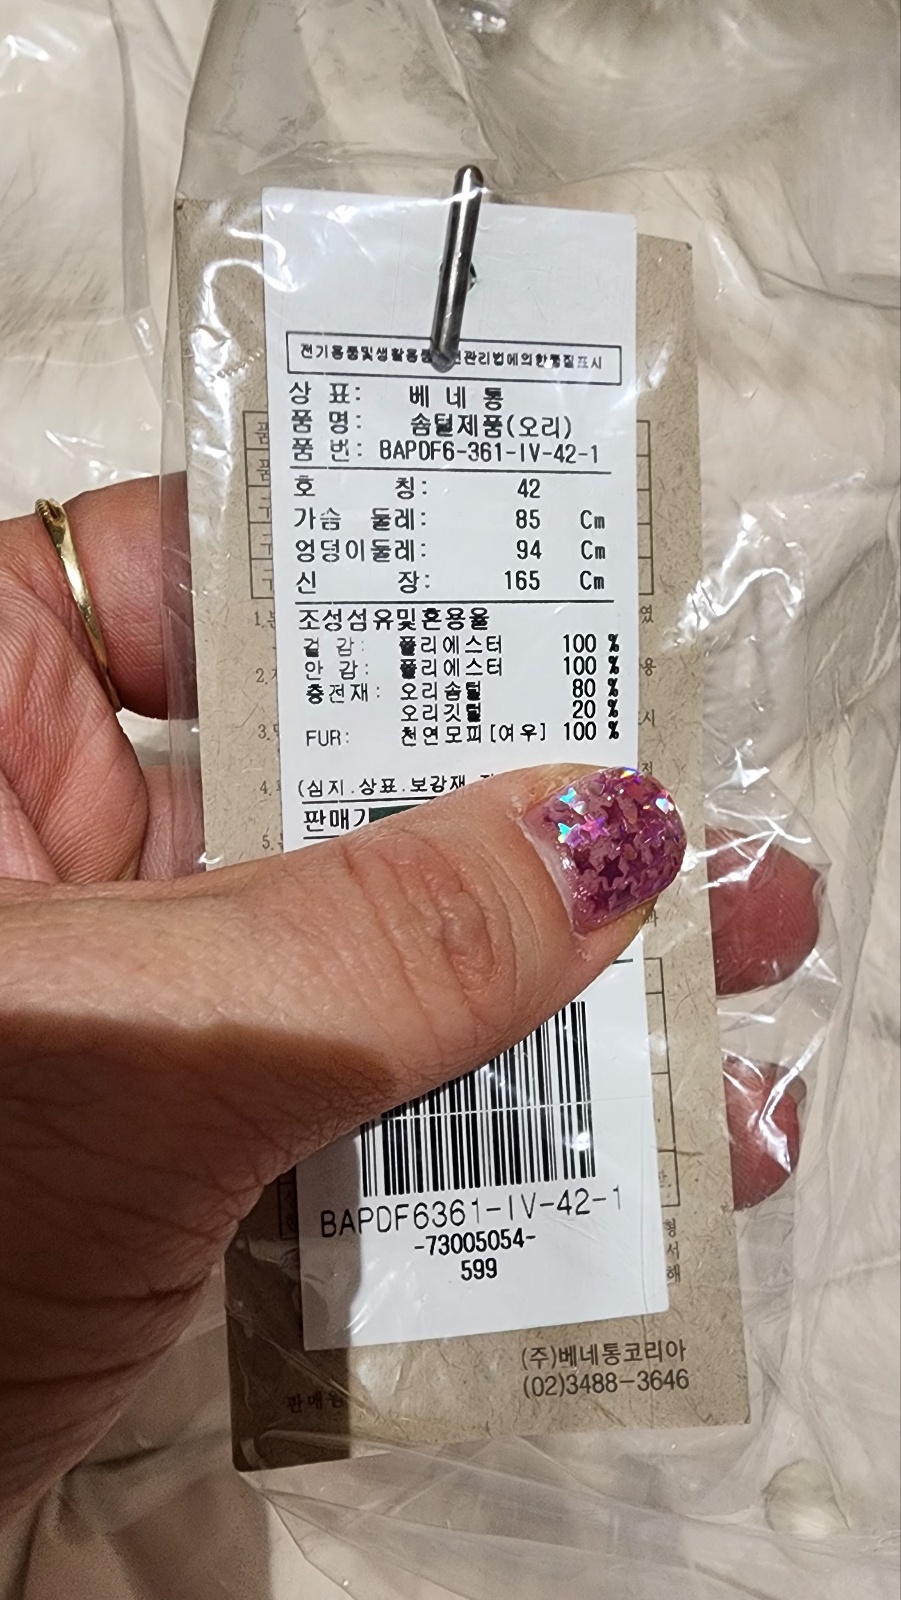 전기용품및생활용품 안전관리법에의한품질표시
상 표: 베 네 통
품 명: 솜털제품(오리)
품 번: BAPDF6-361-IV-42-1
호 칭: 42
가슴 둘레: 85 Cm
엉덩이둘레: 94 Cm
신 장: 165 Cm
조성섬유및혼용율
겉 감: 폴리에스터 100 %
안 감: 폴리에스터 100 %
충전재: 오리솜털 80 %
오리깃털 20 %
FUR: 천연모피[여우] 100 %
(심지.상표.보강재
판매
BAPDF6361-IV-42-1
-73005054-
599
(주)베네통코리아
(02)3488-3646
판매원